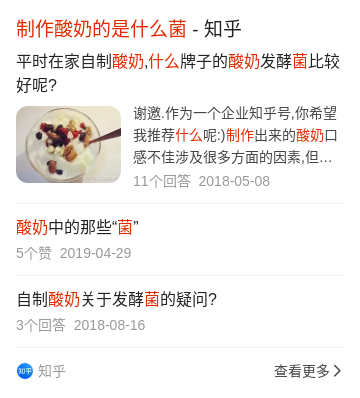 制作酸奶的是什么菌 - 知乎
平时在家自制酸奶,什么牌子的酸奶发酵菌比较
好呢?
谢邀.作为一个企业知乎号,你希望
我推荐什么呢:)制作出来的酸奶口
感不佳涉及很多方面的因素,但…
11个回答 2018-05-08
酸奶中的那些“菌”
5个赞 2019-04-29
自制酸奶关于发酵菌的疑问?
3个回答 2018-08-16
知乎 知乎
查看更多